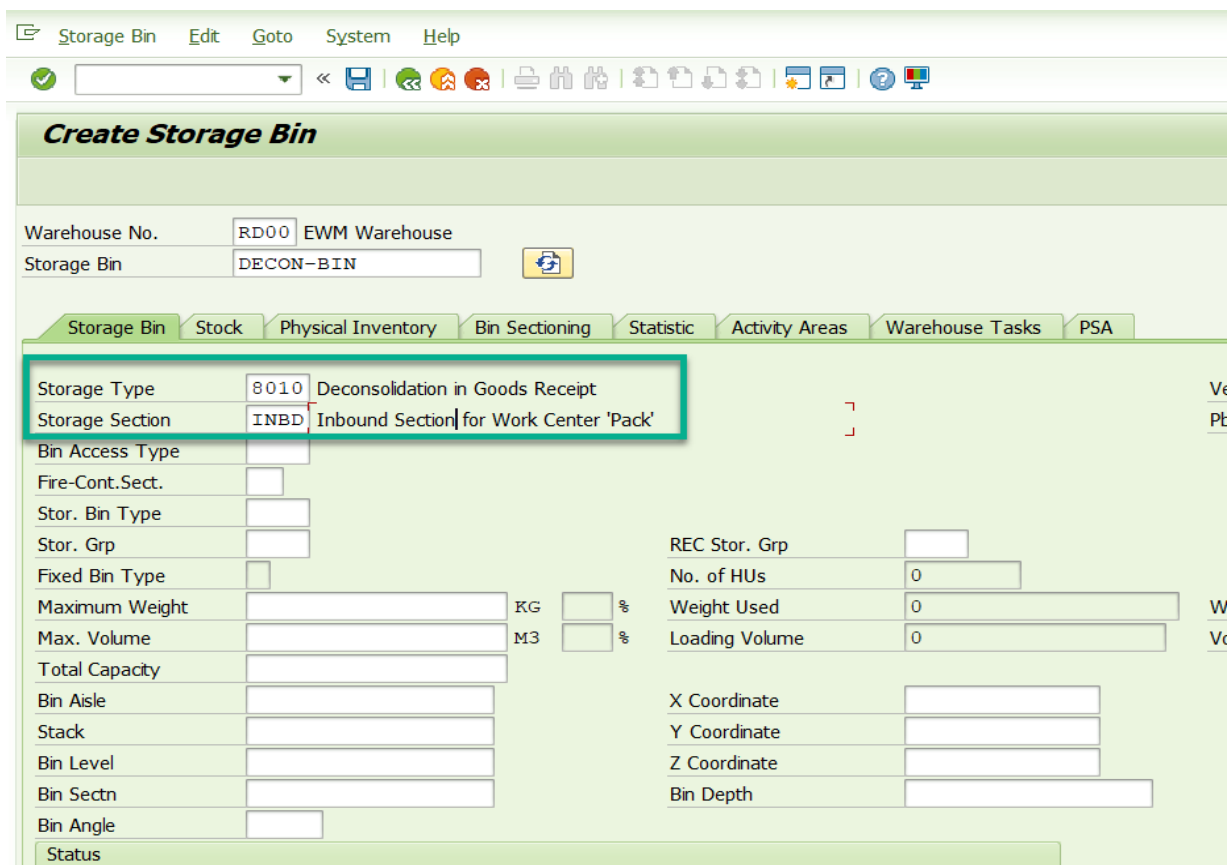 Storage Bin Edit Goto System Help
Create Storage Bin
Warehouse No. RD00 EWM Warehouse
Storage Bin DECON-BIN
Storage Bin Stock Physical Inventory Bin Sectioning Statistic Activity Areas Warehouse Tasks PSA
Storage Type 8010 Deconsolidation in Goods Receipt Ve
Storage Section INBD Inbound Section for Work Center 'Pack' Pb
Bin Access Type
Fire-Cont.Sect.
Stor. Bin Type
Stor. Grp REC Stor. Grp
Fixed Bin Type No. of HUs 0
Maximum Weight KG % Weight Used 0 W
Max. Volume M3 % Loading Volume 0 Vo
Total Capacity
Bin Aisle X Coordinate
Stack Y Coordinate
Bin Level Z Coordinate
Bin Sectn Bin Depth
Bin Angle
Status